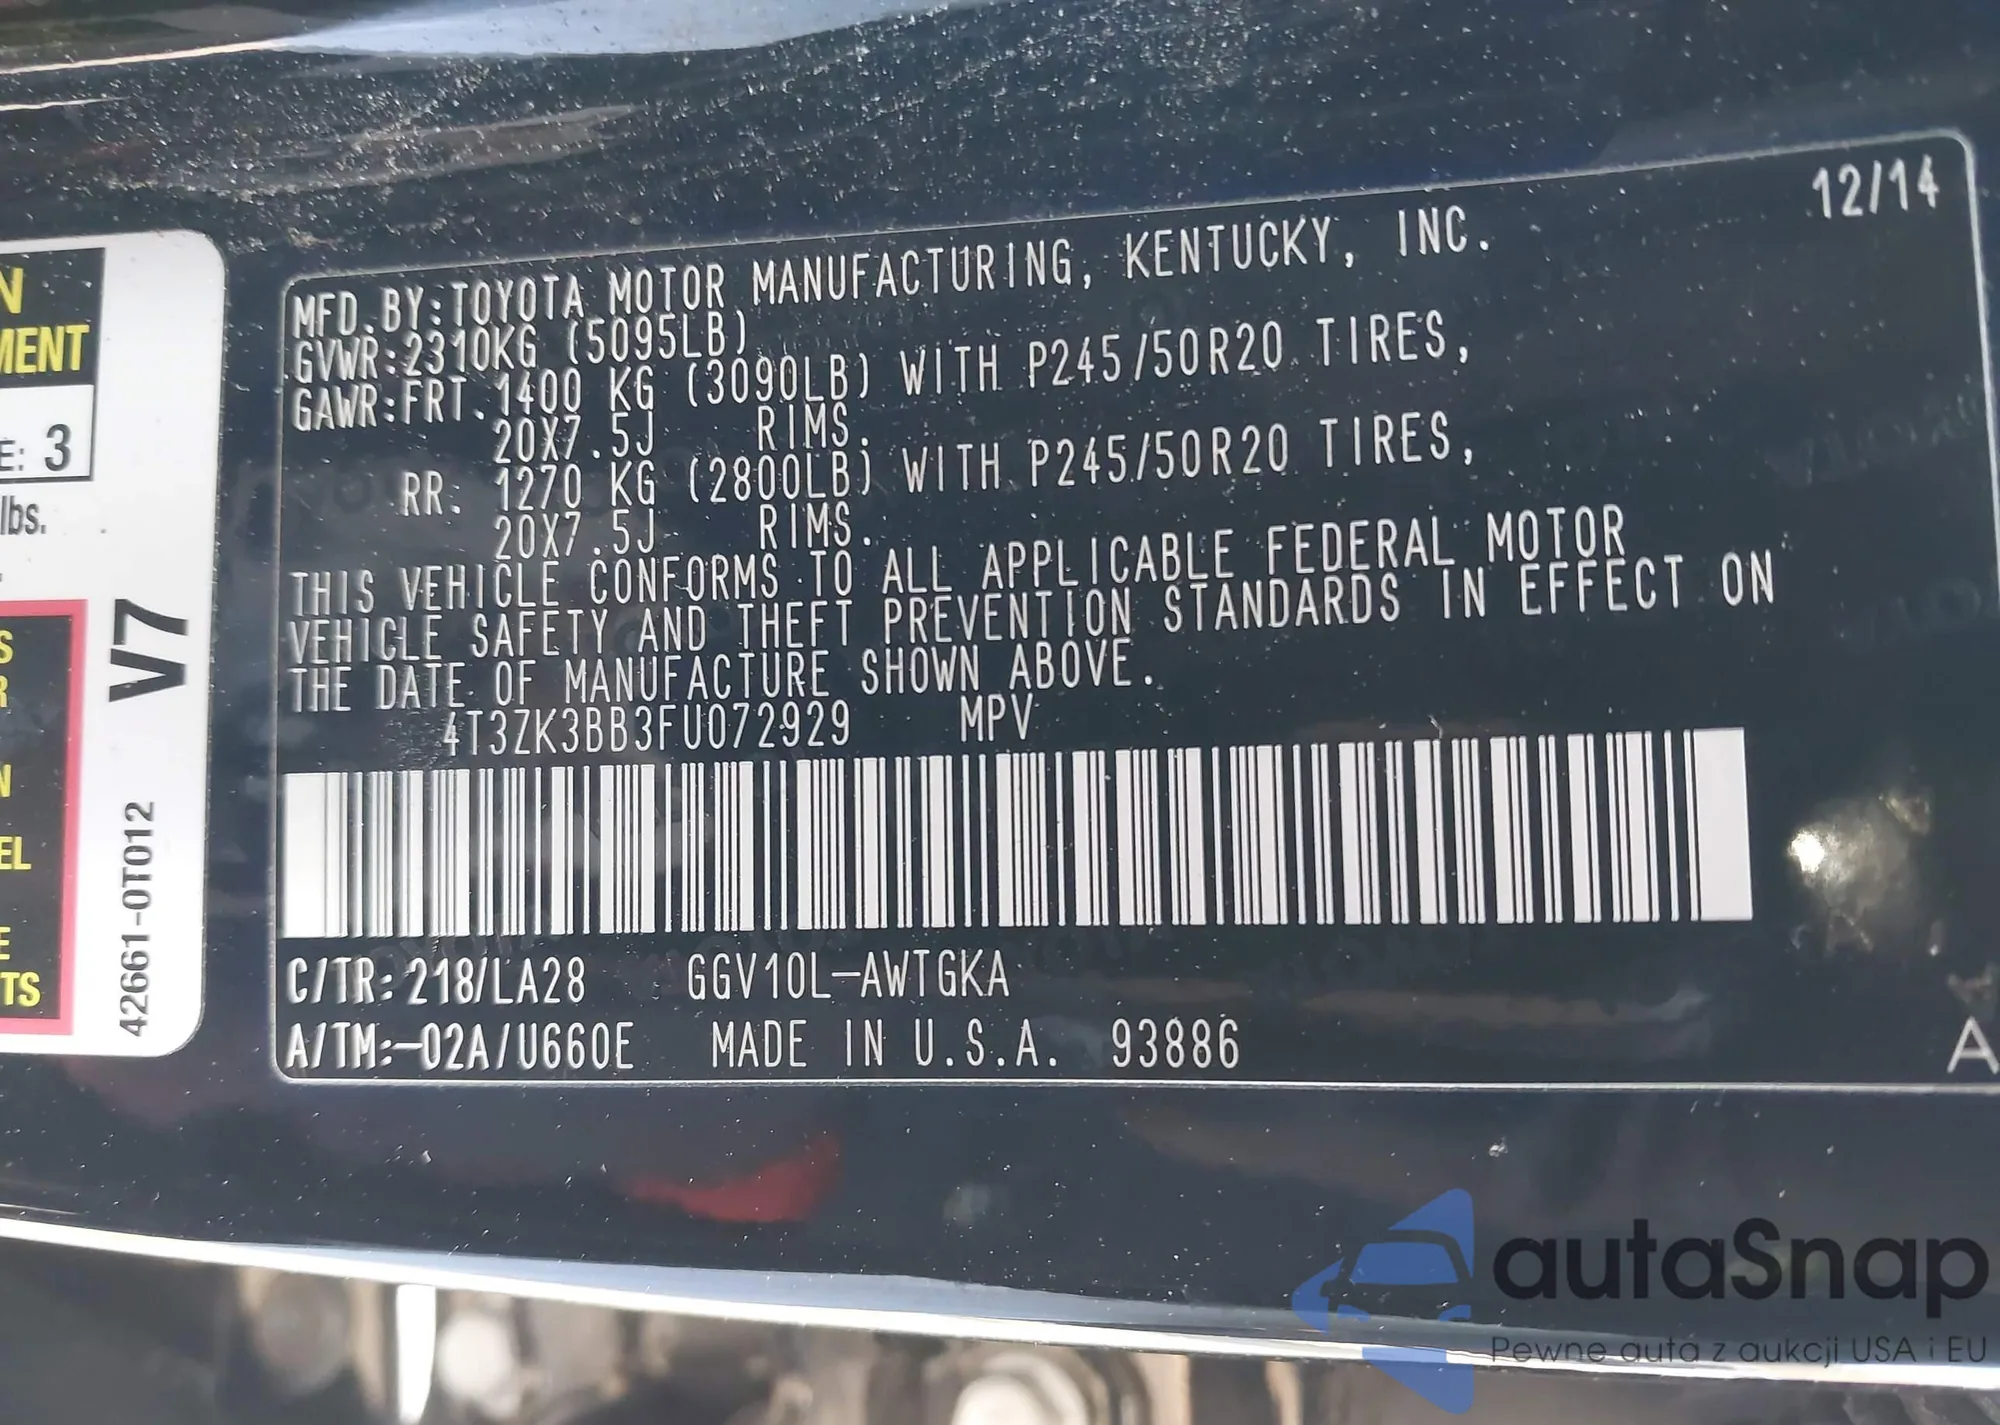 N
MENT
E: 3
lbs.
S
R
N
EL
E
TS
V7
42661-0T012
12/14
MFD.BY:TOYOTA MOTOR MANUFACTURING, KENTUCKY, INC.
GVWR:2310KG (5095LB)
GAWR:FRT.1400 KG (3090LB) WITH P245/50R20 TIRES,
20X7.5J RIMS.
RR. 1270 KG (2800LB) WITH P245/50R20 TIRES,
20X7.5J RIMS.
THIS VEHICLE CONFORMS TO ALL APPLICABLE FEDERAL MOTOR
VEHICLE SAFETY AND THEFT PREVENTION STANDARDS IN EFFECT ON
THE DATE OF MANUFACTURE SHOWN ABOVE.
4T3ZK3BB3FU072929 MPV
C/TR:218/LA28 GGV10L-AWTGKA
A/TM:-02A/U660E MADE IN U.S.A. 93886
A
autaSnap
Pewne auta z aukcji USA i EU